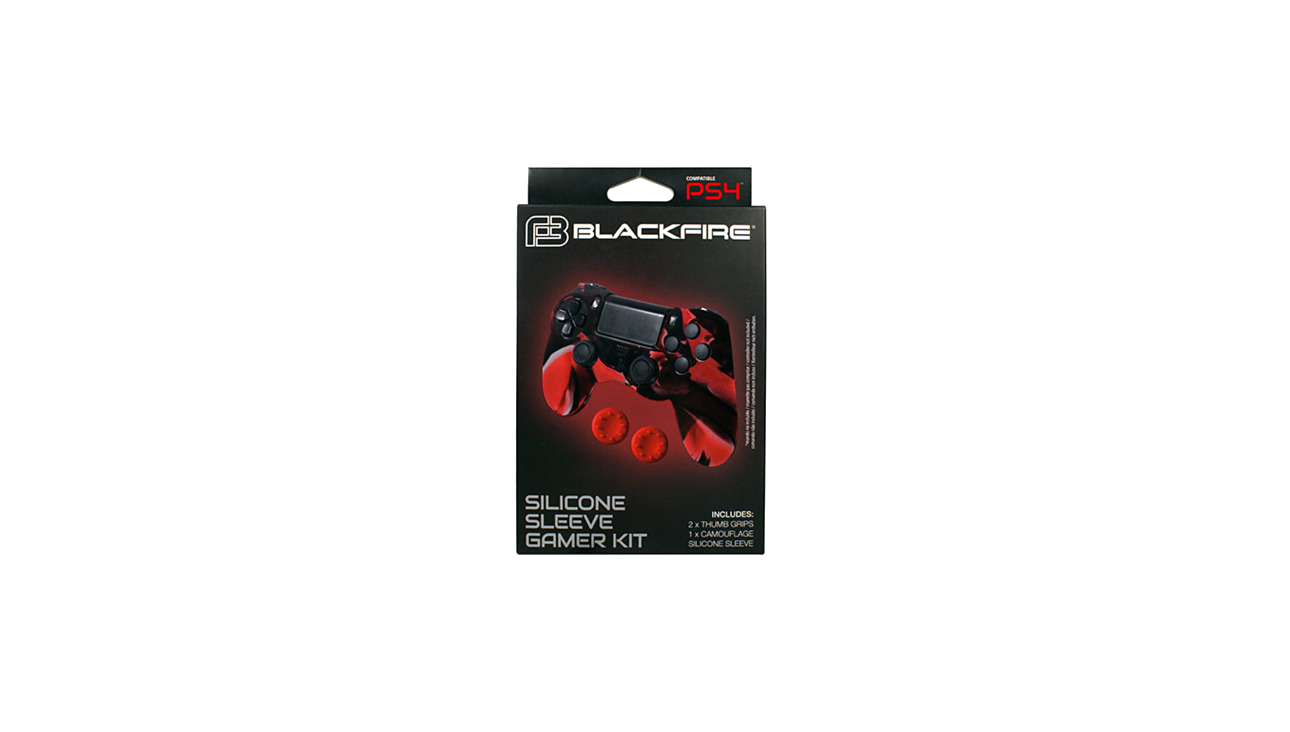 COMPATIBLE
PS4
BLACKFIRE
SILICONE
SLEEVE
GAMER KIT
INCLUDES:
2 x THUMB GRIPS
1 x CAMOUFLAGE
SILICONE SLEEVE